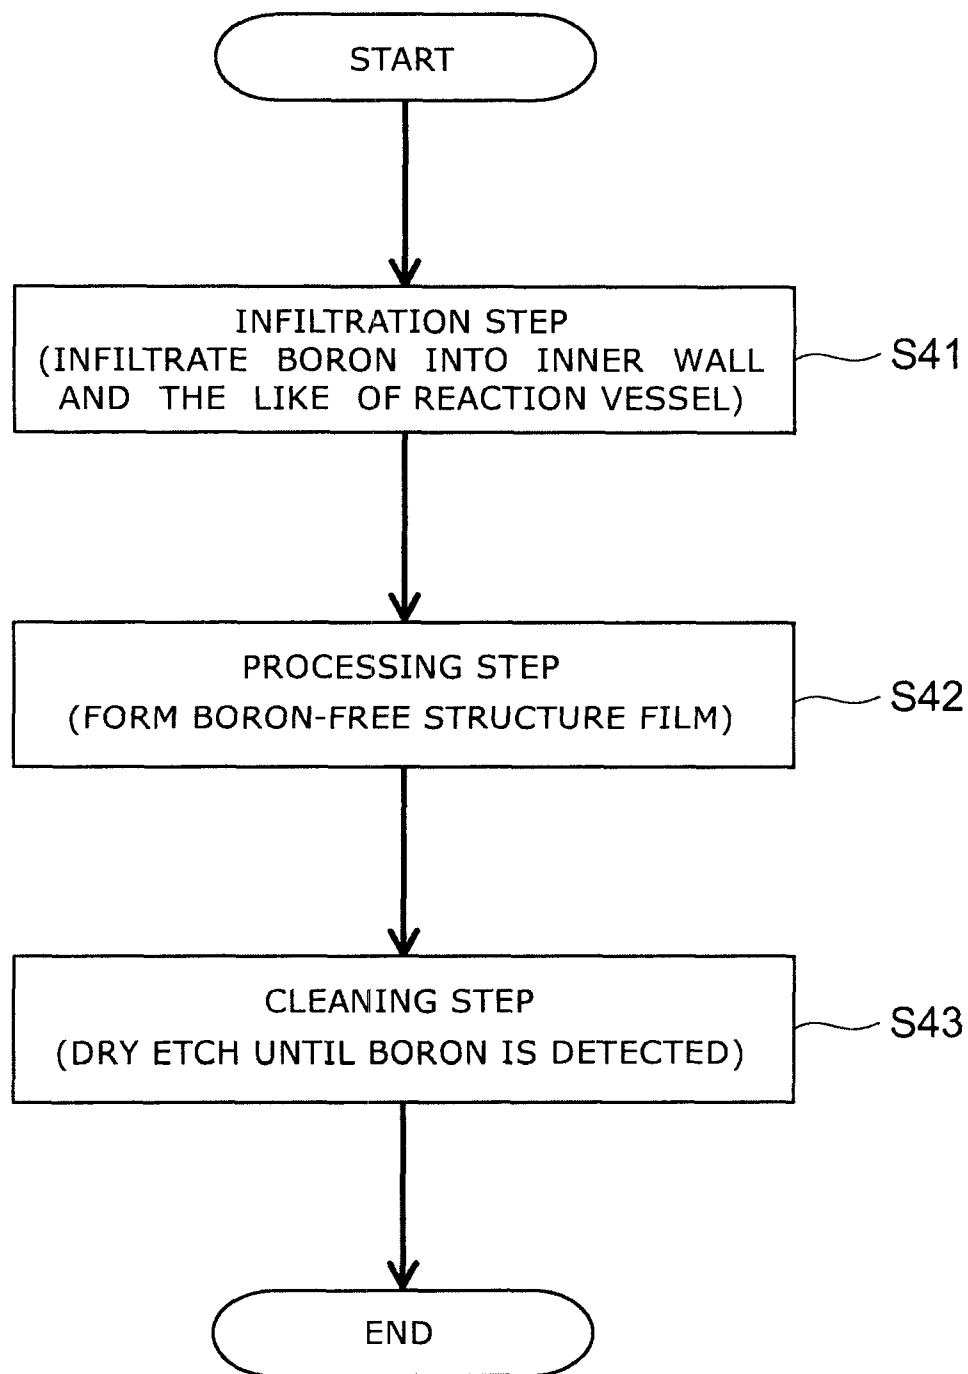 START
INFILTRATION STEP
(INFILTRATE BORON INTO INNER WALL
AND THE LIKE OF REACTION VESSEL)
S41
PROCESSING STEP
(FORM BORON-FREE STRUCTURE FILM)
S42
CLEANING STEP
(DRY ETCH UNTIL BORON IS DETECTED)
S43
END